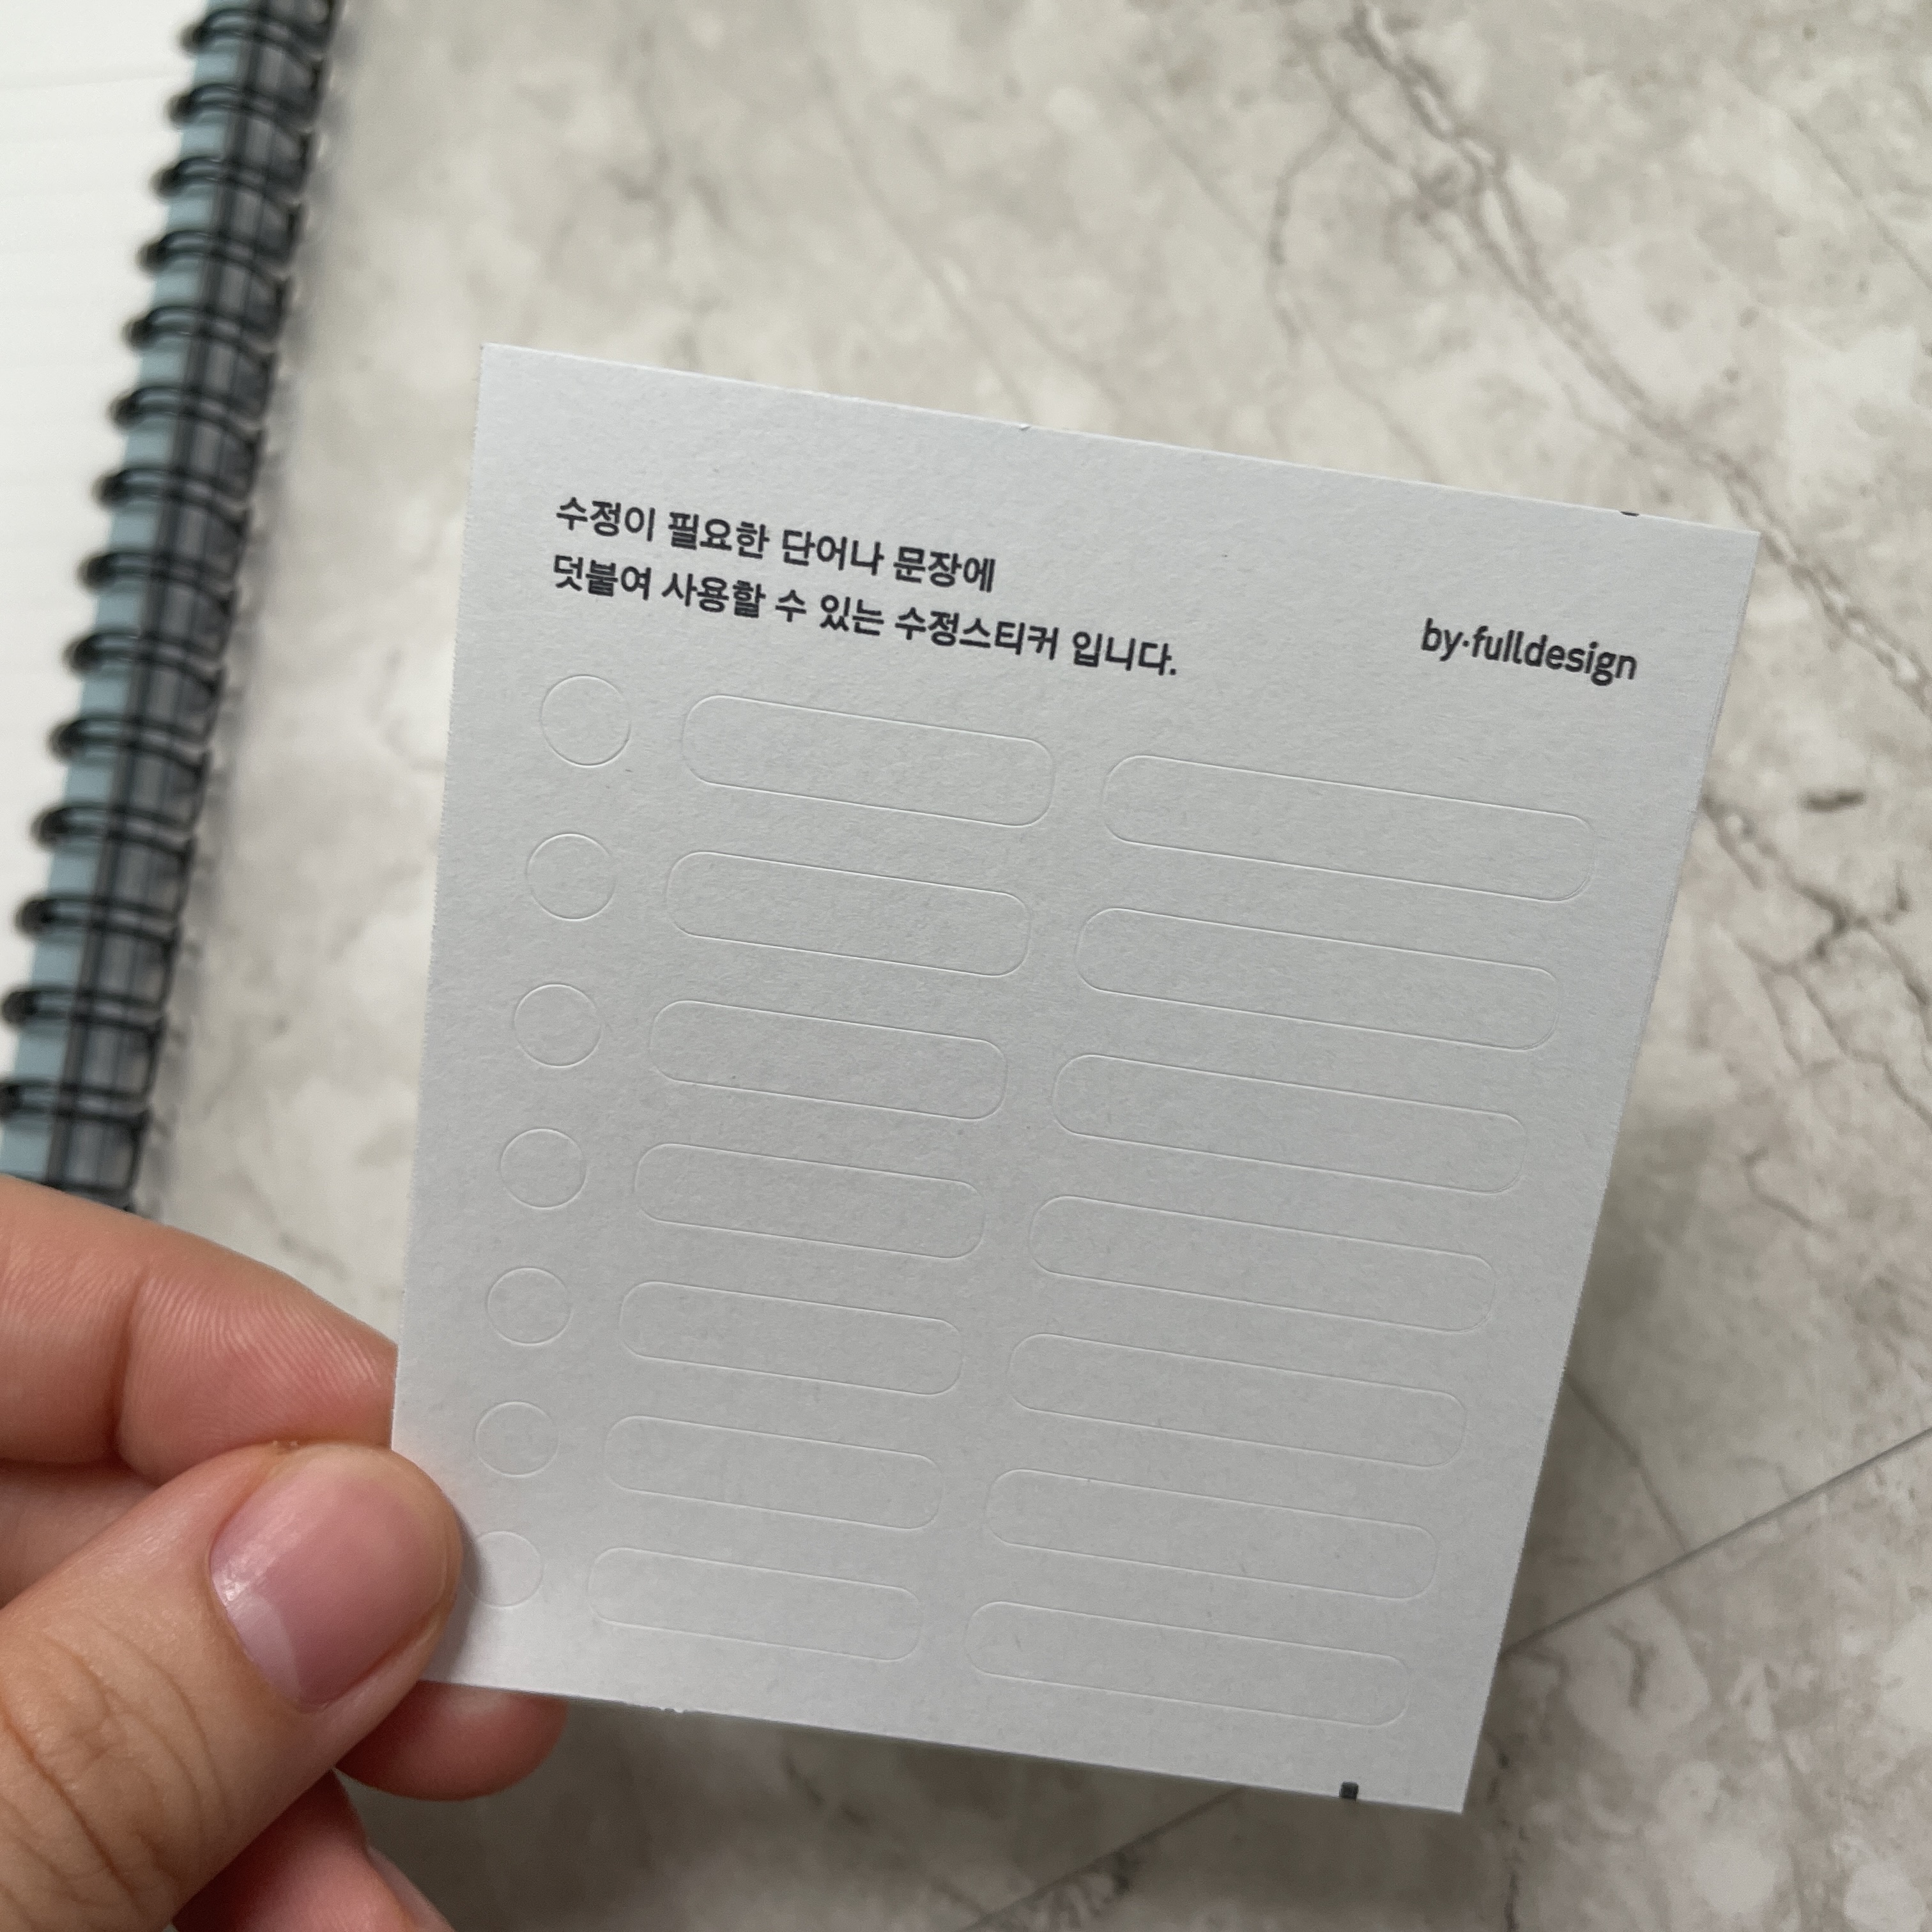 수정이 필요한 단어나 문장에
덧붙여 사용할 수 있는 수정스티커 입니다.
by·fulldesign